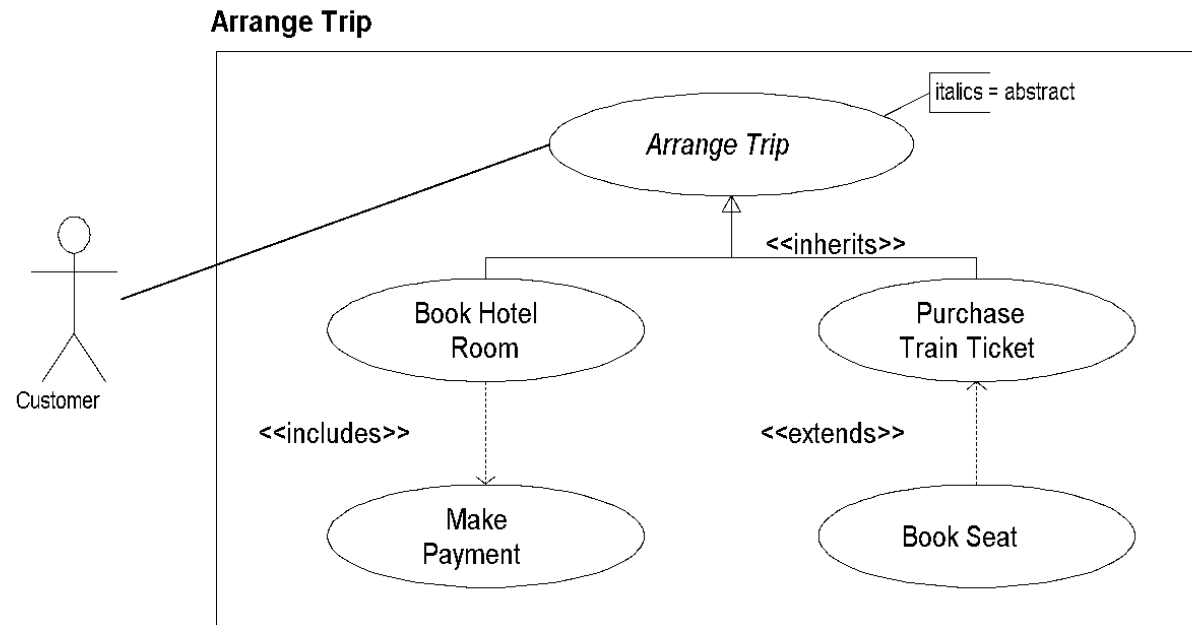 Arrange Trip
italics = abstract
Arrange Trip
<<inherits>>
Book Hotel
Room
Purchase
Train Ticket
Customer
<<includes>>
<<extends>>
Make
Payment
Book Seat